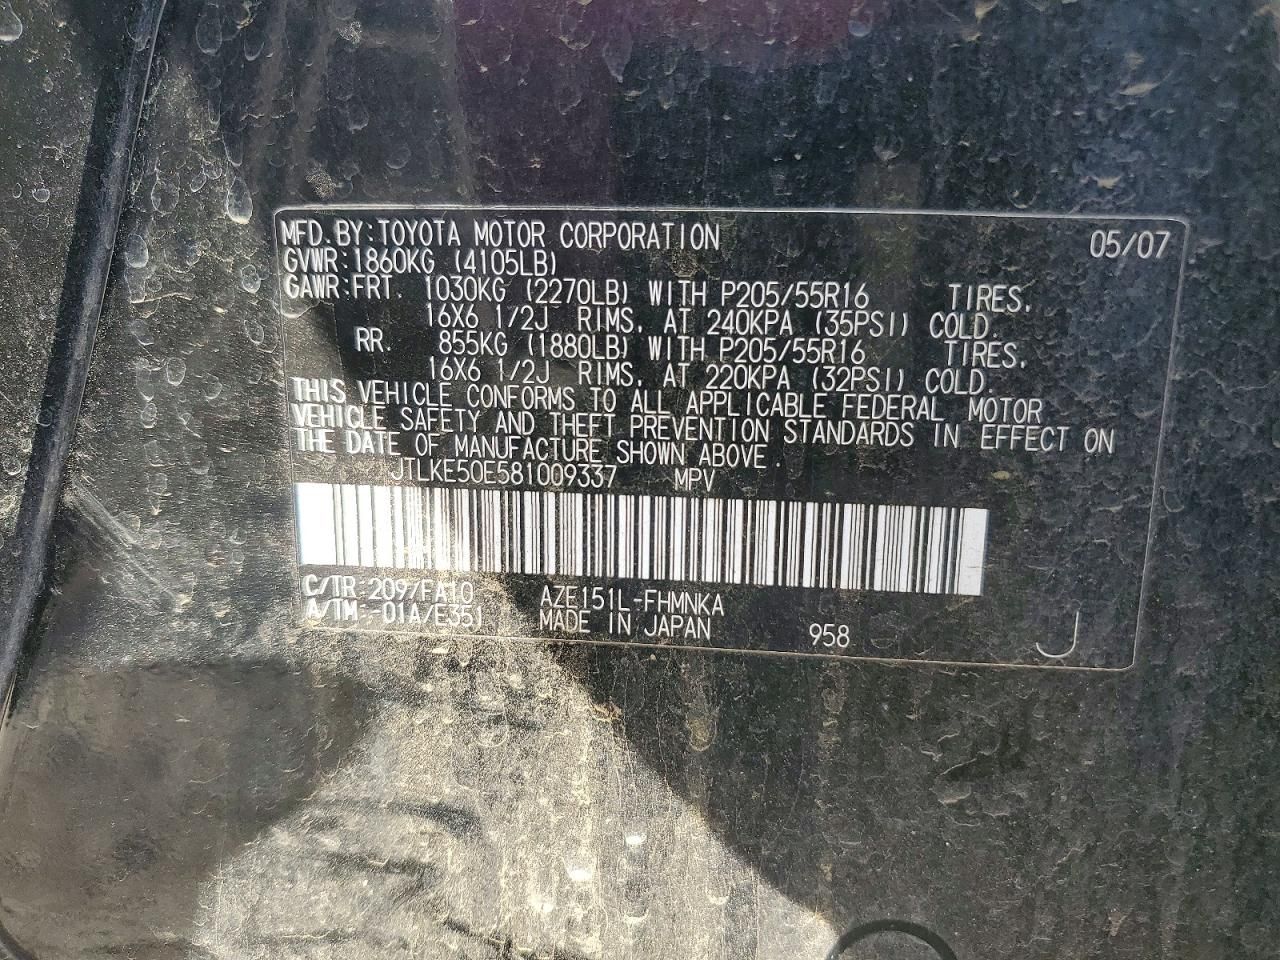 MFD.BY:TOYOTA MOTOR CORPORATION 05/07
GVWR:1860KG (4105LB)
GAWR:FRT. 1030KG (2270LB) WITH P205/55R16 TIRES,
16X6 1/2J RIMS, AT 240KPA (35PSI) COLD.
RR. 855KG (1880LB) WITH P205/55R16 TIRES,
16X6 1/2J RIMS, AT 220KPA (32PSI) COLD.
THIS VEHICLE CONFORMS TO ALL APPLICABLE FEDERAL MOTOR
VEHICLE SAFETY AND THEFT PREVENTION STANDARDS IN EFFECT ON
THE DATE OF MANUFACTURE SHOWN ABOVE.
JTLKE50E581009337 MPV
C/TR:209/FA10 AZE151L-FHMNKA
A/TM:-01A/E351 MADE IN JAPAN 958 J